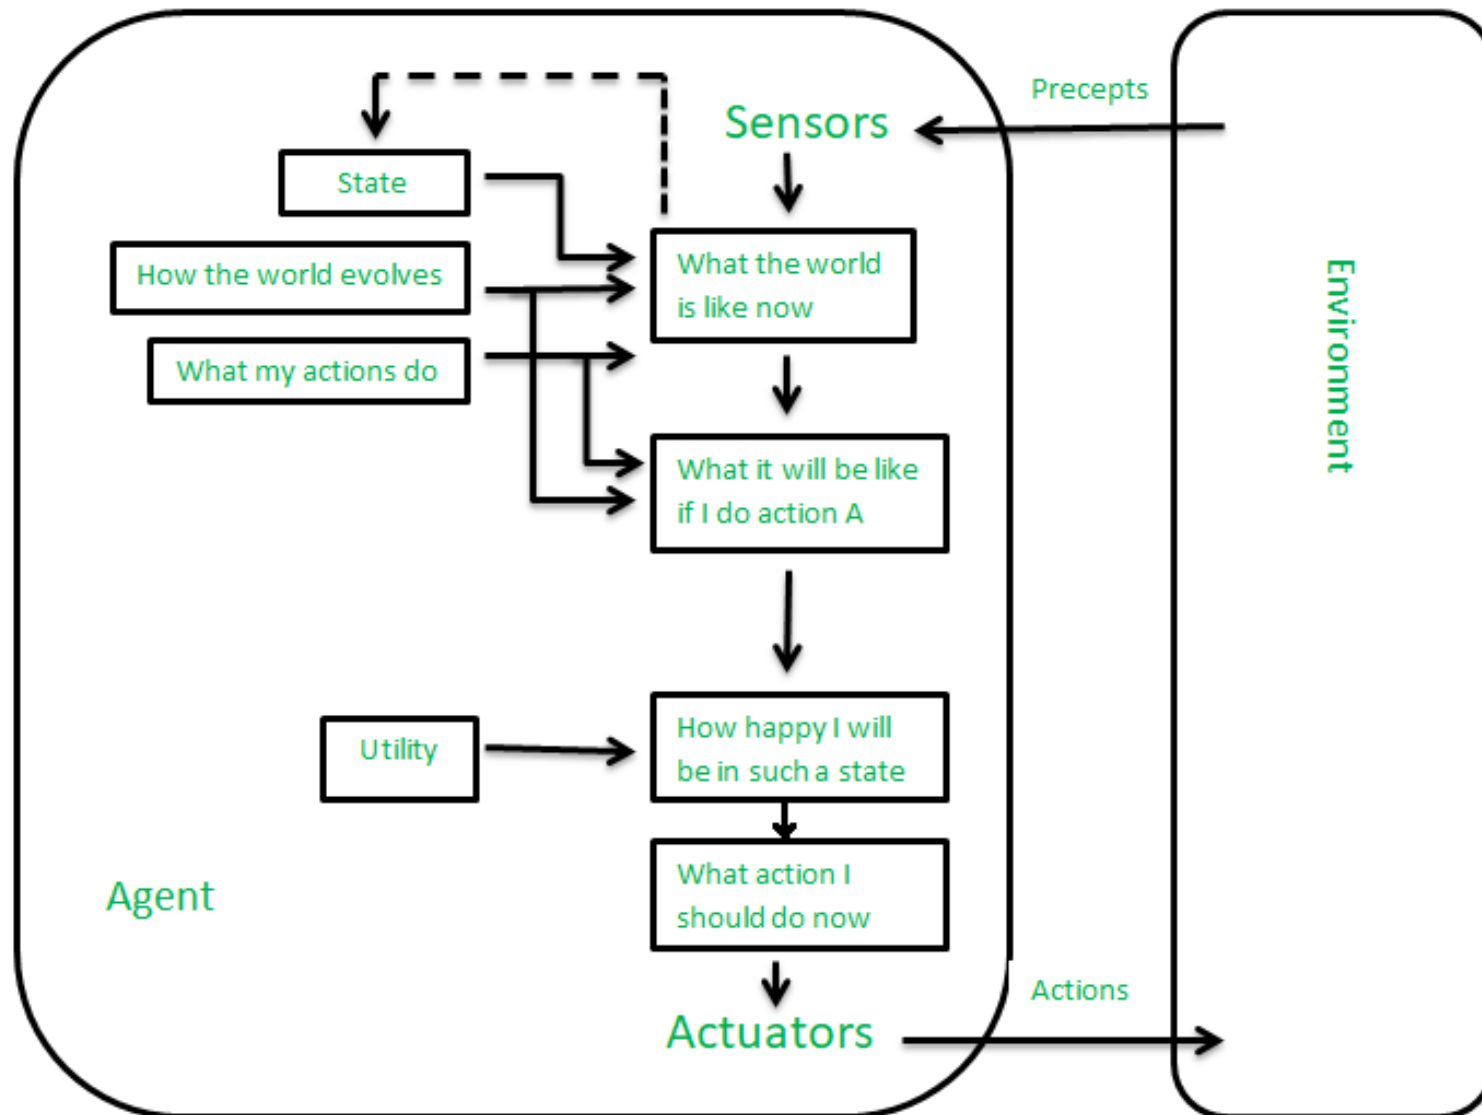 Precepts
Sensors
State
How the world evolves
What the world
is like now
What my actions do
Environment
What it will be like
if I do action A
Utility
How happy I will
be in such a state
What action I
should do now
Agent
Actions
Actuators